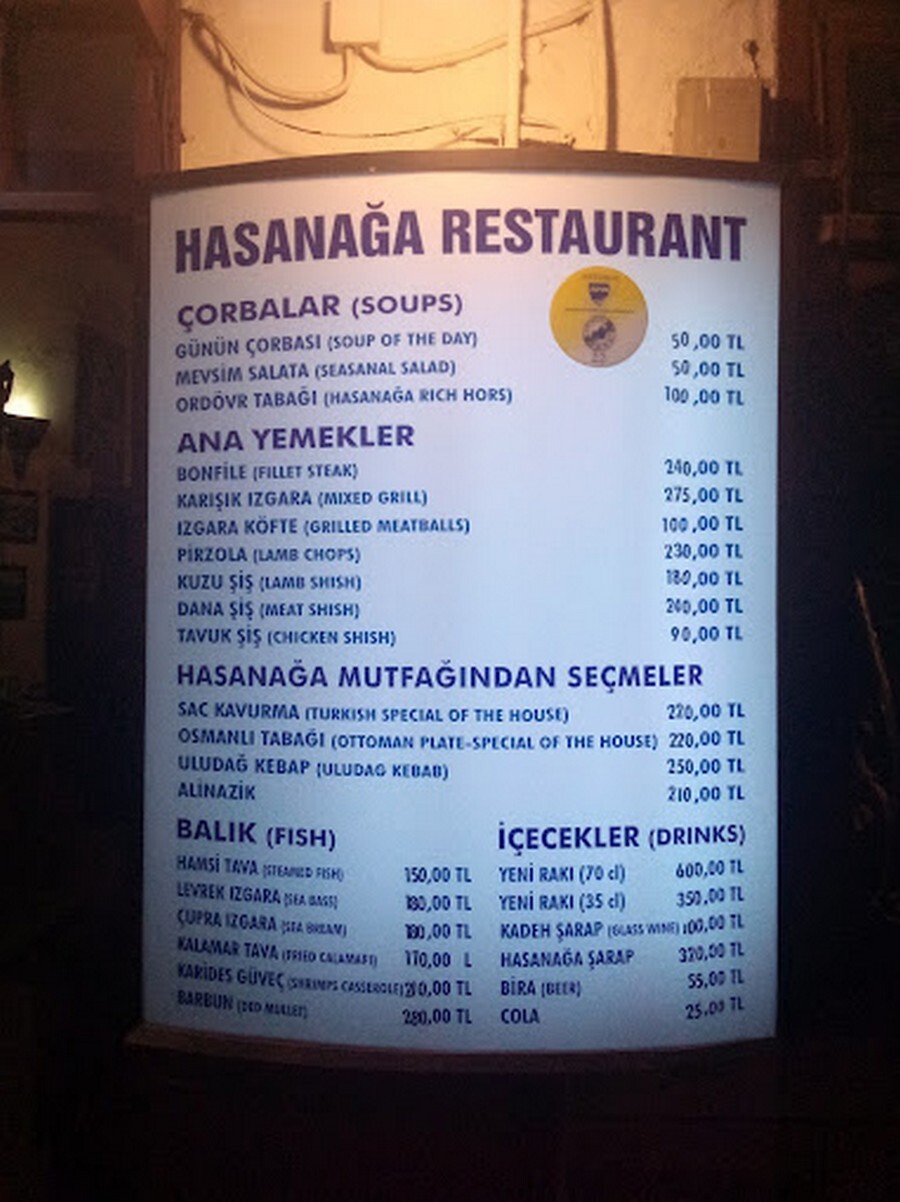 HASANAĞA RESTAURANT
ÇORBALAR (SOUPS)
GÜNÜN ÇORBASI (SOUP OF THE DAY) 50,00 TL
MEVSİM SALATA (SEASANAL SALAD) 50,00 TL
ORDÖVR TABAĞI (HASANAĞA RICH HORS) 100,00 TL
ANA YEMEKLER
BONFİLE (FILLET STEAK) 240,00 TL
KARIŞIK IZGARA (MIXED GRILL) 275,00 TL
IZGARA KÖFTE (GRILLED MEATBALLS) 100,00 TL
PİRZOLA (LAMB CHOPS) 230,00 TL
KUZU ŞİŞ (LAMB SHISH) 180,00 TL
DANA ŞİŞ (MEAT SHISH) 200,00 TL
TAVUK ŞİŞ (CHICKEN SHISH) 90,00 TL
HASANAĞA MUTFAĞINDAN SEÇMELER
SAC KAVURMA (TURKISH SPECIAL OF THE HOUSE) 220,00 TL
OSMANLI TABAĞI (OTTOMAN PLATE-SPECIAL OF THE HOUSE) 220,00 TL
ULUDAĞ KEBAP (ULUDAG KEBAB) 250,00 TL
ALİNAZİK 210,00 TL
BALIK (FISH)
HAMSİ TAVA (STEAMED FISH) 150,00 TL
LEVREK IZGARA (SEA BASS) 180,00 TL
ÇUPRA IZGARA (SEA BREAM) 180,00 TL
KALAMAR TAVA (FRIED CALAMARI) 170,00 L
KARİDES GÜVEÇ (SHRIMPS CASSEROLE) 210,00 TL
BARBUN (DED MULLET) 280,00 TL
İÇECEKLER (DRINKS)
YENİ RAKI (70 cl) 600,00 TL
YENİ RAKI (35 cl) 350,00 TL
KADEH ŞARAP (GLASS WINE) 100,00 TL
HASANAĞA ŞARAP 320,00 TL
BİRA (BEER) 55,00 TL
COLA 25,00 TL